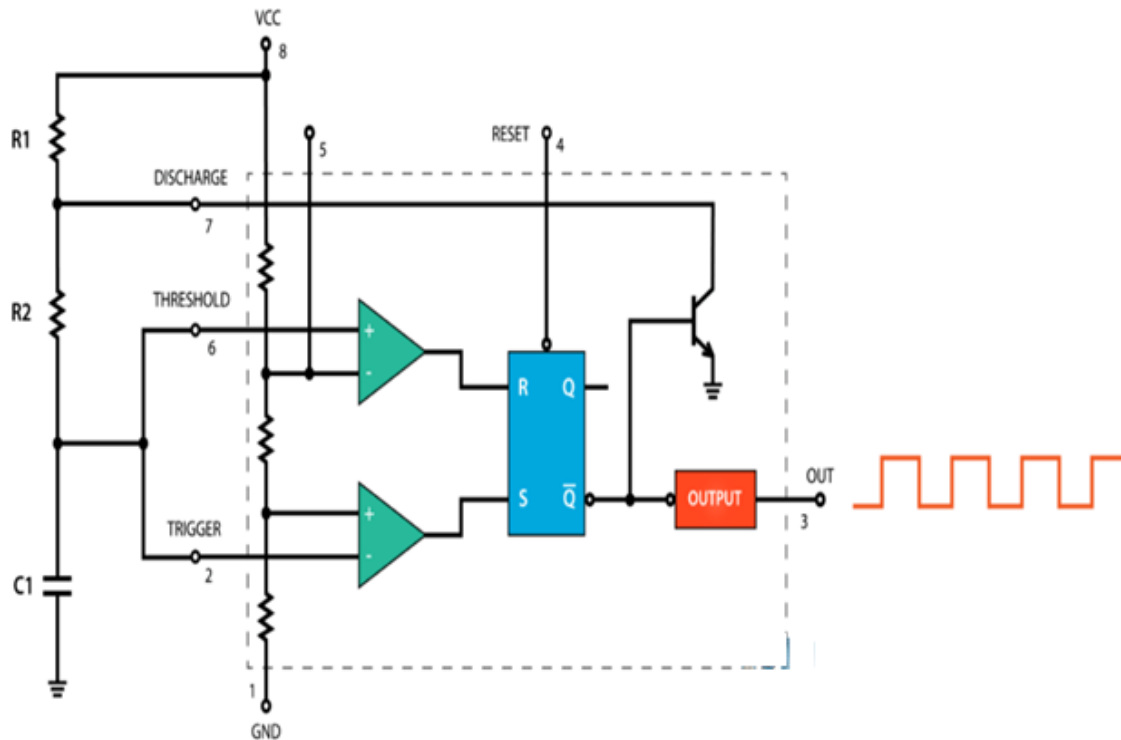 VCC
8
R1
5
RESET
4
DISCHARGE
7
R2
THRESHOLD
6
+
-
R Q
S Q̅
OUTPUT
OUT
3
TRIGGER
2
+
-
C1
1
GND